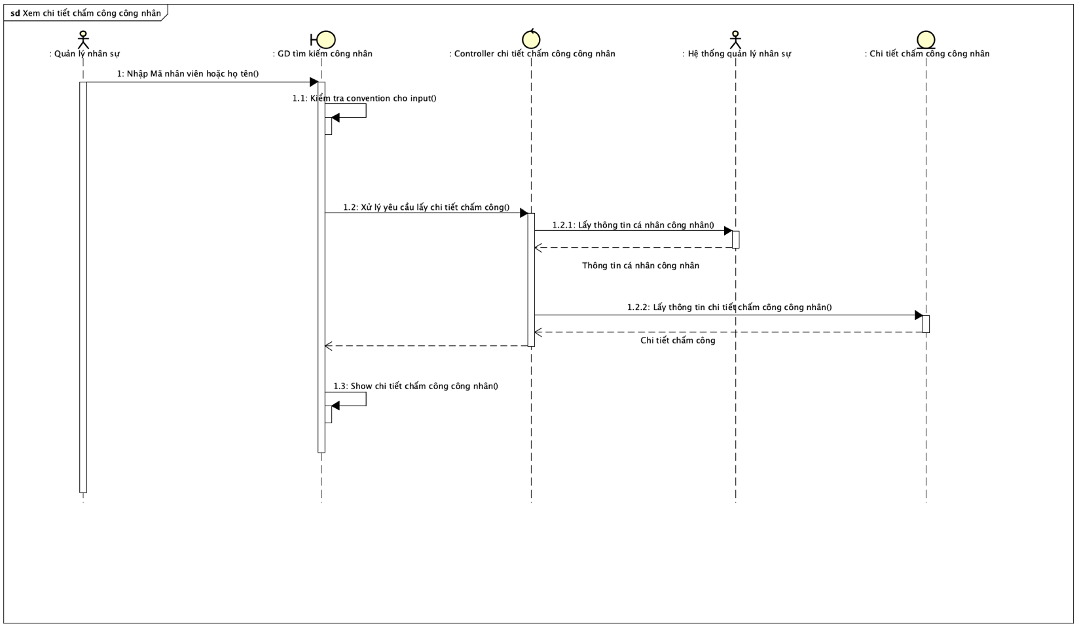 sd Xem chi tiết chấm công công nhân
: Quản lý nhân sự
: GD tìm kiếm công nhân
: Controller chi tiết chấm công công nhân
: Hệ thống quản lý nhân sự
: Chi tiết chấm công công nhân
1: Nhập Mã nhân viên hoặc họ tên()
1.1: Kiểm tra convention cho input()
1.2: Xử lý yêu cầu lấy chi tiết chấm công()
1.2.1: Lấy thông tin cá nhân công nhân()
Thông tin cá nhân công nhân
1.2.2: Lấy thông tin chi tiết chấm công công nhân()
Chi tiết chấm công
1.3: Show chi tiết chấm công công nhân()